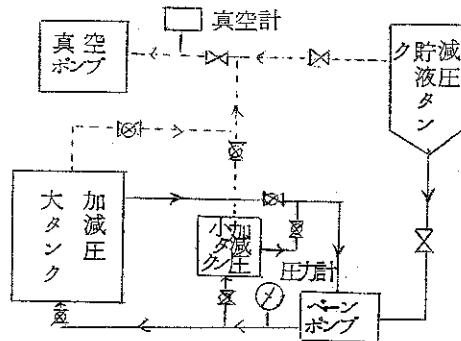 真空計
真空
ポンプ
減圧
貯液タン
ク
加減圧
大タンク
加減圧
小タンク
圧力計
ベーン
ポンプ